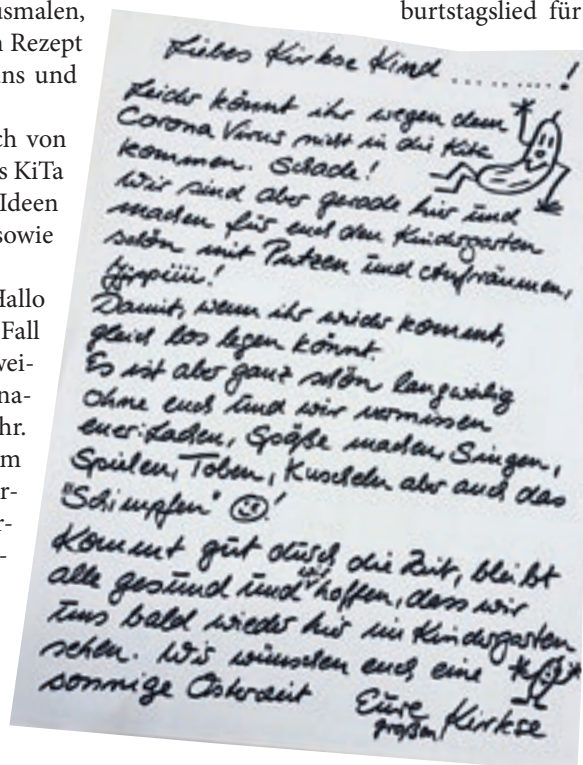 usmalen,
n Rezept
ns und
ch von
s KiTa
Ideen
sowie
Hallo
Fall
wei-
na-
hr.
m
r-
r-
-
burtstagslied für
Liebes Kirkse Kind ........!
Leider könnt ihr wegen dem
Corona Virus nicht in die Kita
kommen. Schade!
Wir sind aber gerade hier und
machen für euch den Kindergarten
schön mit Putzen und Aufräumen,
Jippiiii!
Damit, wenn ihr wieder kommt,
gleich los legen könnt.
Es ist aber ganz schön langweilig
ohne euch und wir vermissen
euer: Lachen, Späße machen, Singen,
Spielen, Toben, Kuscheln aber auch das
"Schimpfen" !
Kommt gut durch die Zeit, bleibt
alle gesund und wir hoffen, dass wir
uns bald wieder hier im Kindergarten
sehen. Wir wünschen euch eine
sonnige Osterzeit Eure großen Kirkse